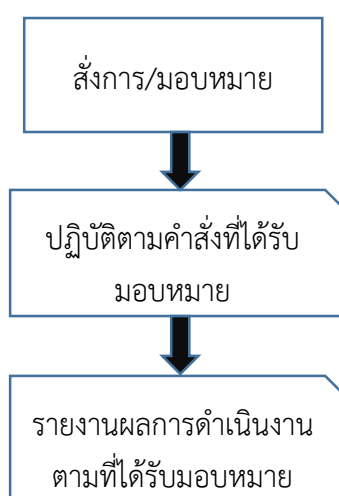 สั่งการ/มอบหมาย
ปฏิบัติตามคำสั่งที่ได้รับ
มอบหมาย
รายงานผลการดำเนินงาน
ตามที่ได้รับมอบหมาย